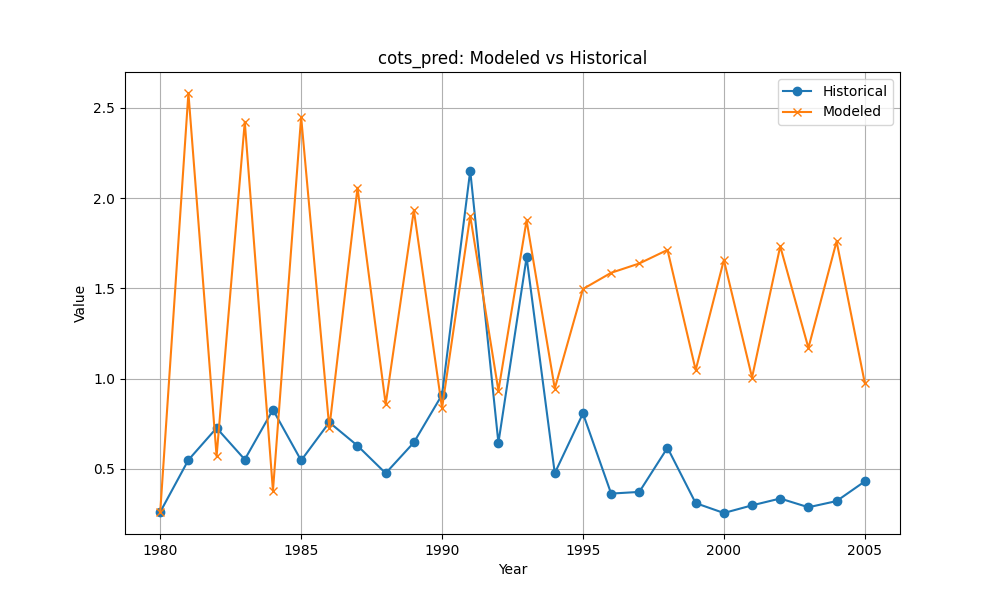 cots_pred: Modeled vs Historical
Historical
Modeled
Value
2.5
2.0
1.5
1.0
0.5
1980 1985 1990 1995 2000 2005
Year